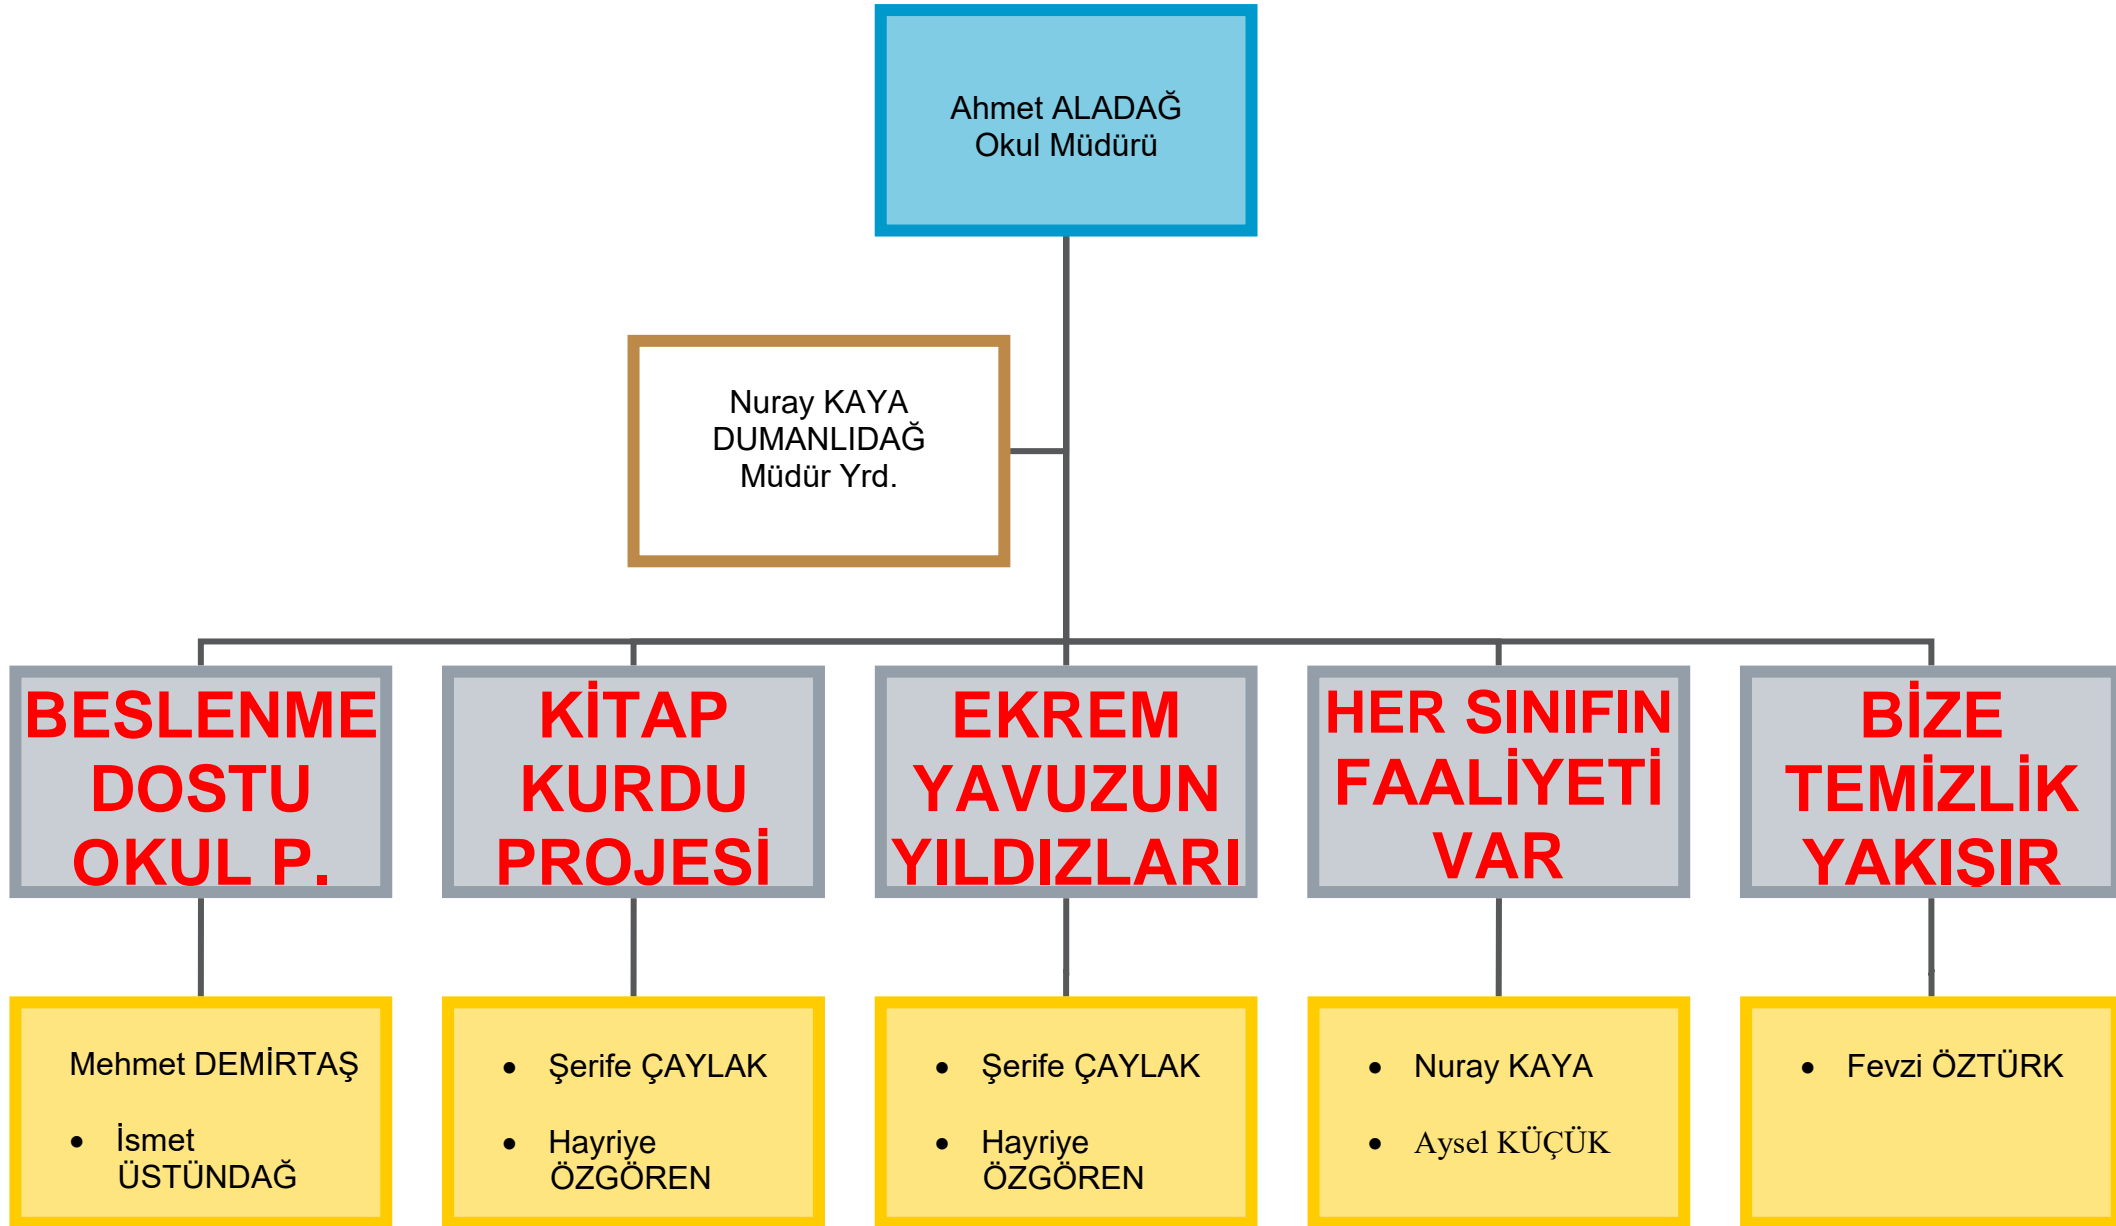 Ahmet ALADAĞ
Okul Müdürü
Nuray KAYA
DUMANLIDAĞ
Müdür Yrd.
BESLENME
DOSTU
OKUL P.
KİTAP
KURDU
PROJESİ
EKREM
YAVUZUN
YILDIZLARI
HER SINIFIN
FAALİYETİ
VAR
BİZE
TEMİZLİK
YAKISIR
Mehmet DEMİRTAŞ
• İsmet
ÜSTÜNDAĞ
• Şerife ÇAYLAK
• Hayriye
ÖZGÖREN
• Şerife ÇAYLAK
• Hayriye
ÖZGÖREN
• Nuray KAYA
• Aysel KÜÇÜK
• Fevzi ÖZTÜRK